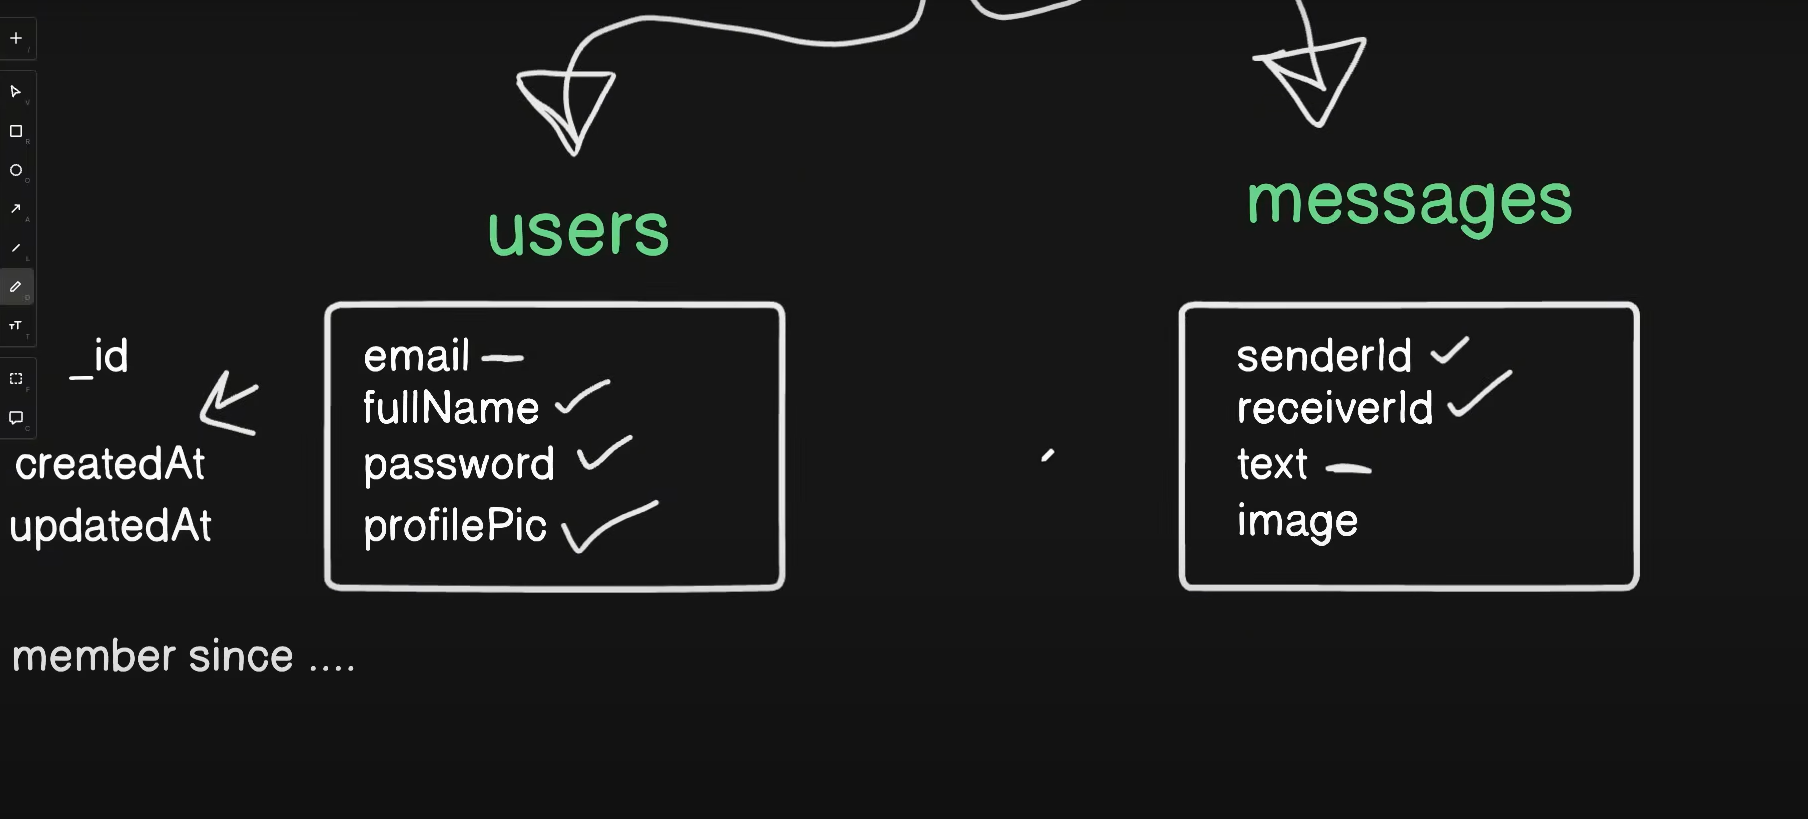 users
messages
_id
createdAt
updatedAt
member since ....
email
fullName
password
profilePic
senderId
receiverId
text
image